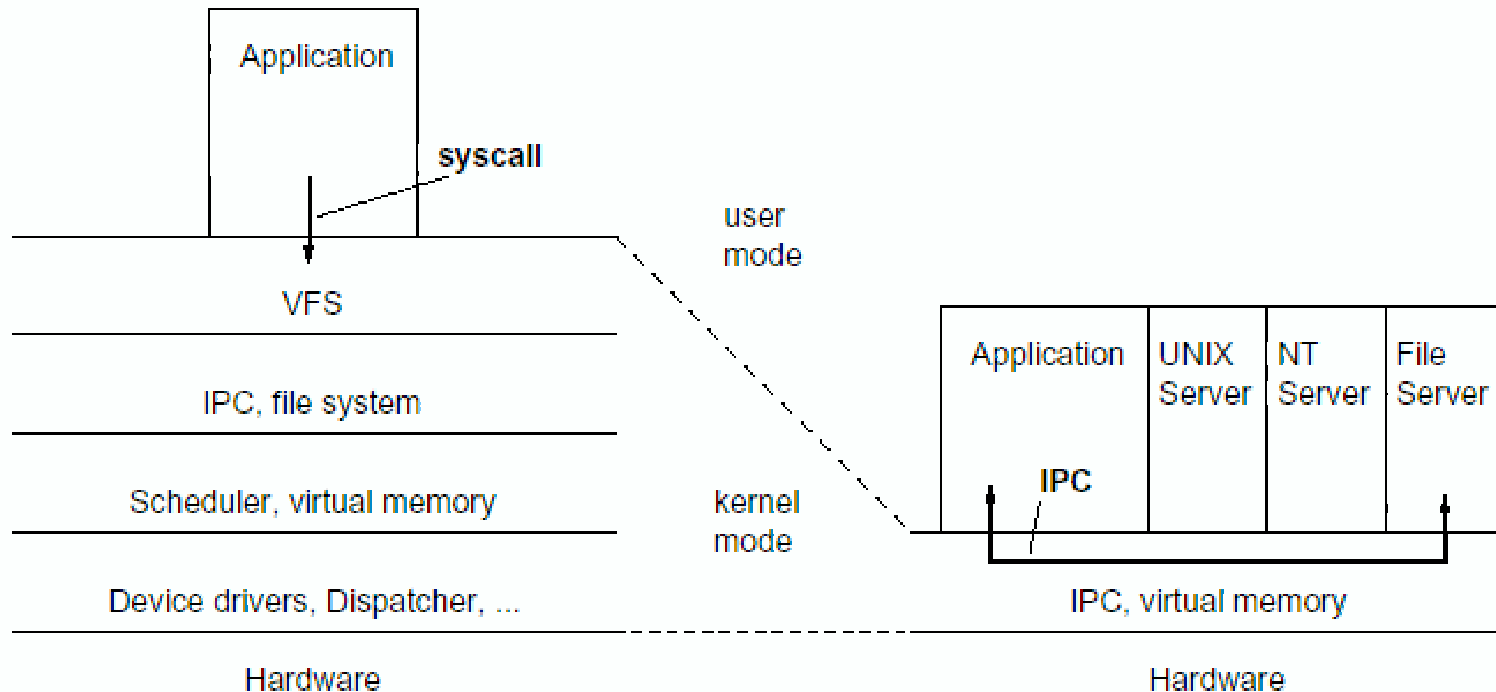 Application
syscall
VFS
IPC, file system
Scheduler, virtual memory
Device drivers, Dispatcher, ...
Hardware
user
mode
kernel
mode
Application
UNIX
Server
NT
Server
File
Server
IPC
IPC, virtual memory
Hardware